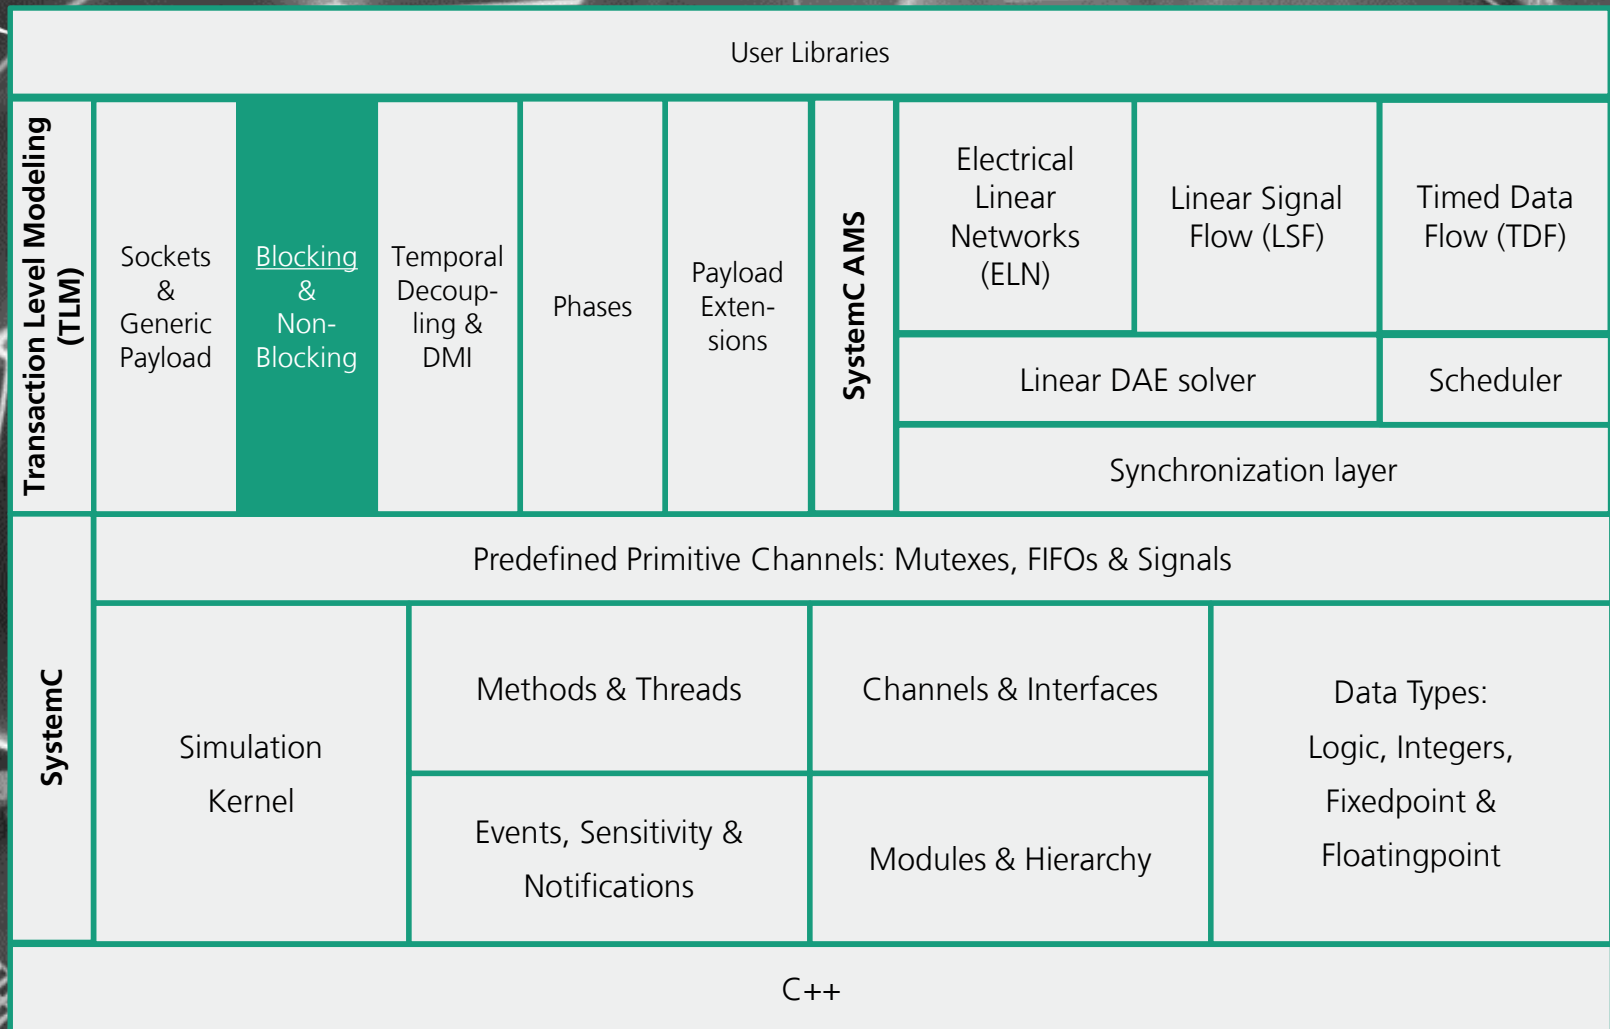 User Libraries
Transaction Level Modeling
(TLM)
Sockets
&
Generic
Payload
Blocking
&
Non-
Blocking
Temporal
Decoup-
ling &
DMI
Phases
Payload
Exten-
sions
SystemC AMS
Electrical
Linear
Networks
(ELN)
Linear Signal
Flow (LSF)
Timed Data
Flow (TDF)
Linear DAE solver
Scheduler
Synchronization layer
SystemC
Predefined Primitive Channels: Mutexes, FIFOs & Signals
Simulation
Kernel
Methods & Threads
Channels & Interfaces
Events, Sensitivity &
Notifications
Modules & Hierarchy
Data Types:
Logic, Integers,
Fixedpoint &
Floatingpoint
C++